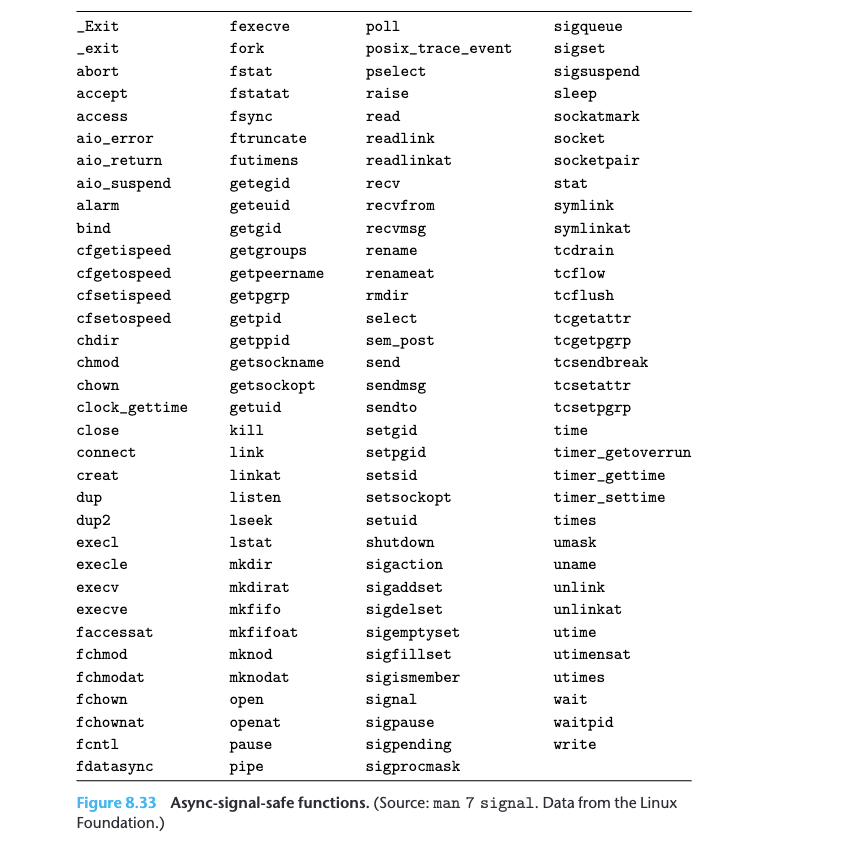 _Exit fexecve poll sigqueue
_exit fork posix_trace_event sigset
abort fstat pselect sigsuspend
accept fstatat raise sleep
access fsync read sockatmark
aio_error ftruncate readlink socket
aio_return futimens readlinkat socketpair
aio_suspend getegid recv stat
alarm geteuid recvfrom symlink
bind getgid recvmsg symlinkat
cfgetispeed getgroups rename tcdrain
cfgetospeed getpeername renameat tcflow
cfsetispeed getpgrp rmdir tcflush
cfsetospeed getpid select tcgetattr
chdir getppid sem_post tcgetpgrp
chmod getsockname send tcsendbreak
chown getsockopt sendmsg tcsetattr
clock_gettime getuid sendto tcsetpgrp
close kill setgid time
connect link setpgid timer_getoverrun
creat linkat setsid timer_gettime
dup listen setsockopt timer_settime
dup2 lseek setuid times
execl lstat shutdown umask
execle mkdir sigaction uname
execv mkdirat sigaddset unlink
execve mkfifo sigdelset unlinkat
faccessat mkfifoat sigemptyset utime
fchmod mknod sigfillset utimensat
fchmodat mknodat sigismember utimes
fchown open signal wait
fchownat openat sigpause waitpid
fcntl pause sigpending write
fdatasync pipe sigprocmask
Figure 8.33 Async-signal-safe functions. (Source: man 7 signal. Data from the Linux
Foundation.)